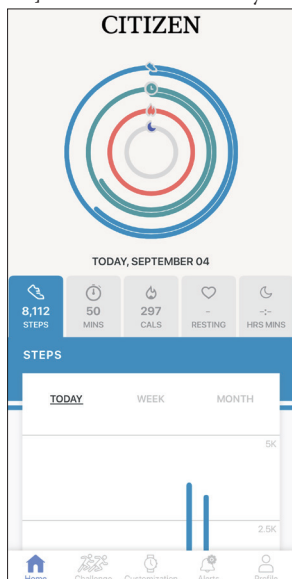 CITIZEN
TODAY, SEPTEMBER 04
8,112 50 297 - -:-
STEPS MINS CALS RESTING HRS MINS
STEPS
TODAY WEEK MONTH
5K
2.5K
Home Challenge Customization Alerts Profile